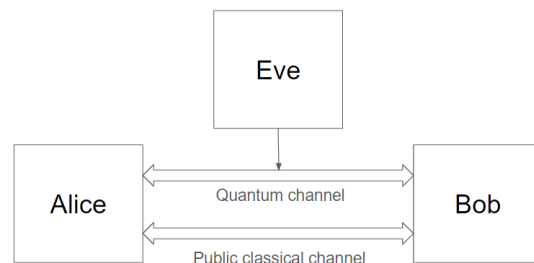 Eve
Quantum channel
Alice
Bob
Public classical channel